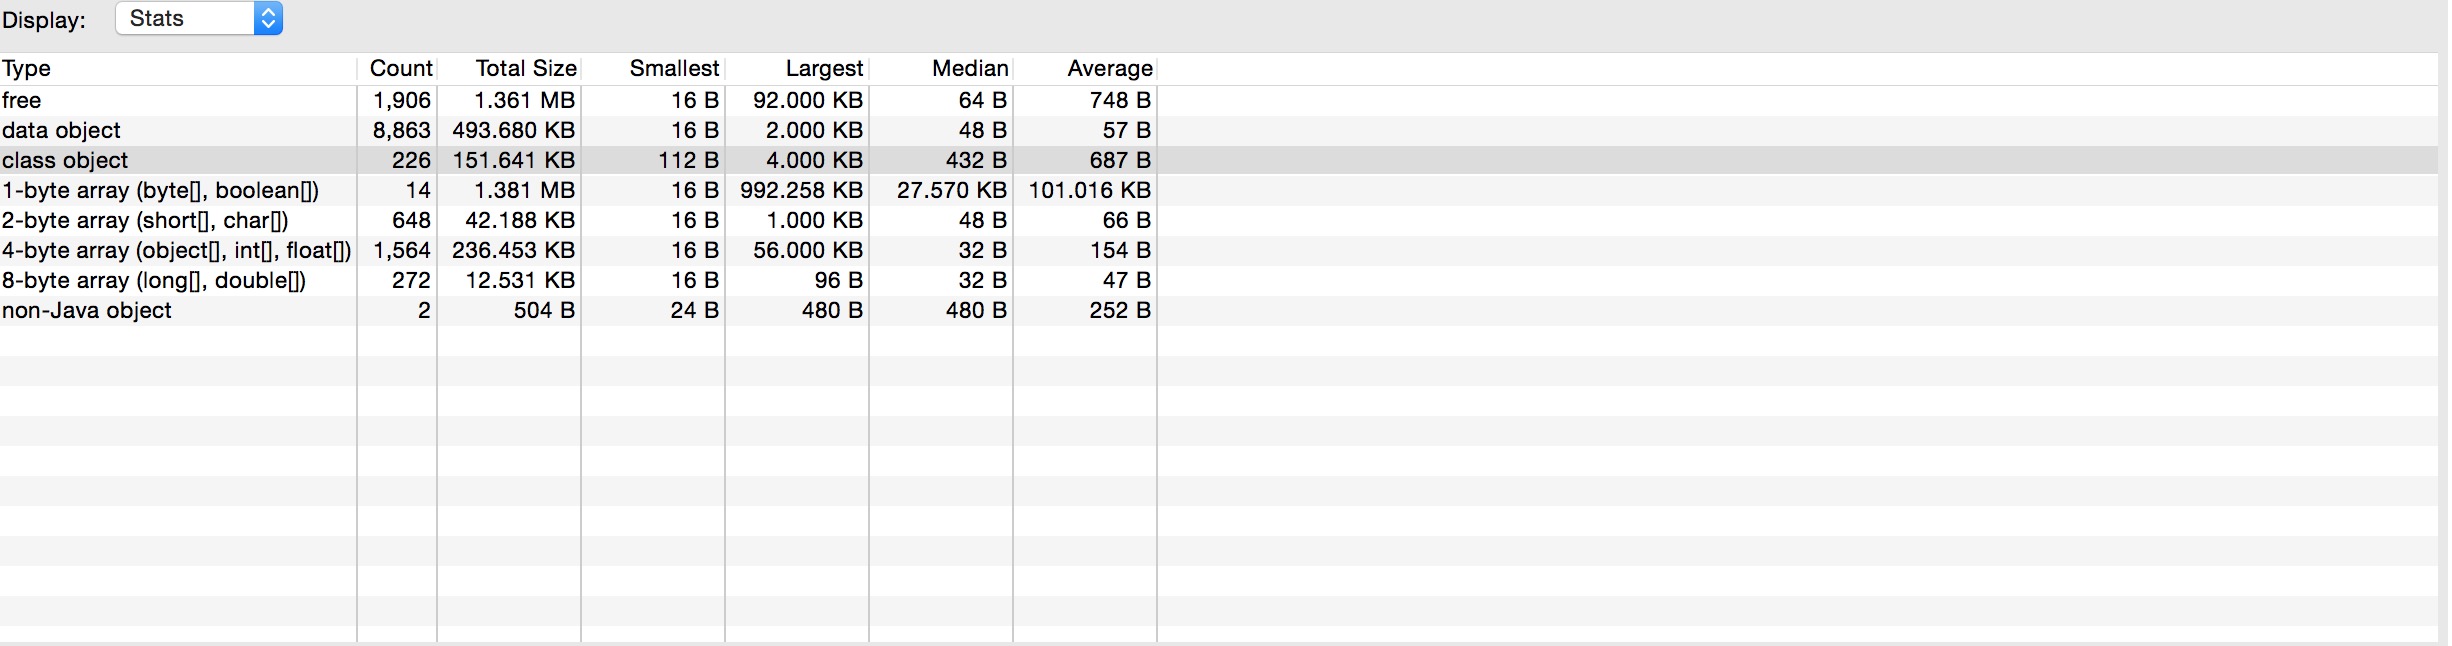 Display: Stats
Type Count Total Size Smallest Largest Median Average
free 1,906 1.361 MB 16 B 92.000 KB 64 B 748 B
data object 8,863 493.680 KB 16 B 2.000 KB 48 B 57 B
class object 226 151.641 KB 112 B 4.000 KB 432 B 687 B
1-byte array (byte[], boolean[]) 14 1.381 MB 16 B 992.258 KB 27.570 KB 101.016 KB
2-byte array (short[], char[]) 648 42.188 KB 16 B 1.000 KB 48 B 66 B
4-byte array (object[], int[], float[]) 1,564 236.453 KB 16 B 56.000 KB 32 B 154 B
8-byte array (long[], double[]) 272 12.531 KB 16 B 96 B 32 B 47 B
non-Java object 2 504 B 24 B 480 B 480 B 252 B